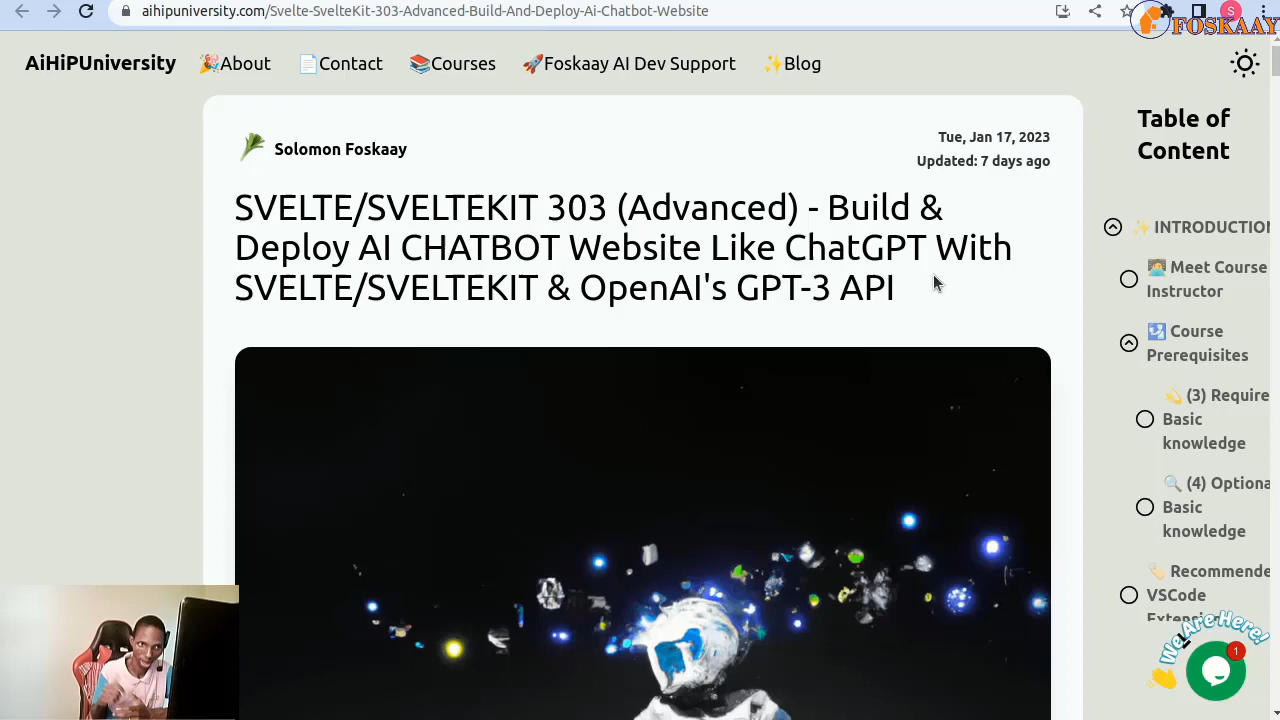 aihipuniversity.com/Svelte-SvelteKit-303-Advanced-Build-And-Deploy-Ai-Chatbot-Website
S
FOSKAAY
AiHiPUniversity 🎉About 📄Contact 📚Courses 🚀Foskaay AI Dev Support ✨Blog
Solomon Foskaay
Tue, Jan 17, 2023
Updated: 7 days ago
SVELTE/SVELTEKIT 303 (Advanced) - Build &
Deploy AI CHATBOT Website Like ChatGPT With
SVELTE/SVELTEKIT & OpenAI's GPT-3 API
Table of
Content
✨ INTRODUCTION
🧑‍💻 Meet Course
Instructor
🛂 Course
Prerequisites
💫 (3) Require
Basic
knowledge
🔍 (4) Optiona
Basic
knowledge
🏷️ Recommende
VSCode
We Are Here!
1